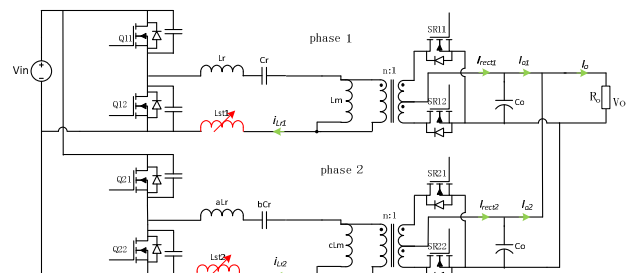 Q11
SR11
phase 1
Lr
Cr
Irect1
Io1
Io
Vin
n:1
Lm
Ro
Vo
Q12
SR12
Co
Lst1
iLr1
phase 2
Q21
SR21
aLr
bCr
n:1
Irect2
Io2
cLm
Q22
SR22
Co
Lst2
iLr2